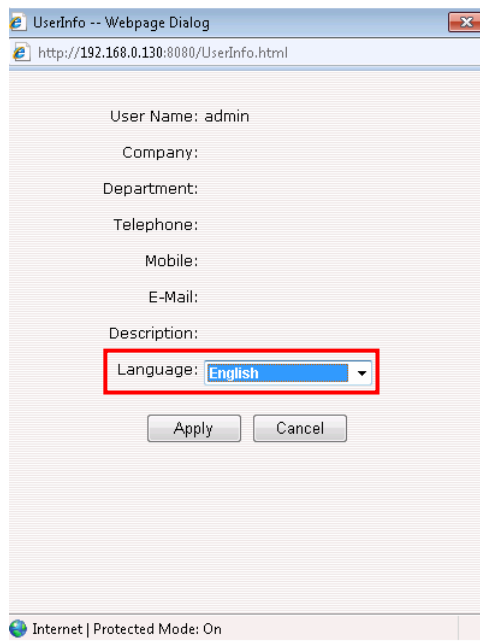 UserInfo -- Webpage Dialog
http://192.168.0.130:8080/UserInfo.html
User Name: admin
Company:
Department:
Telephone:
Mobile:
E-Mail:
Description:
Language: English
Apply Cancel
Internet | Protected Mode: On